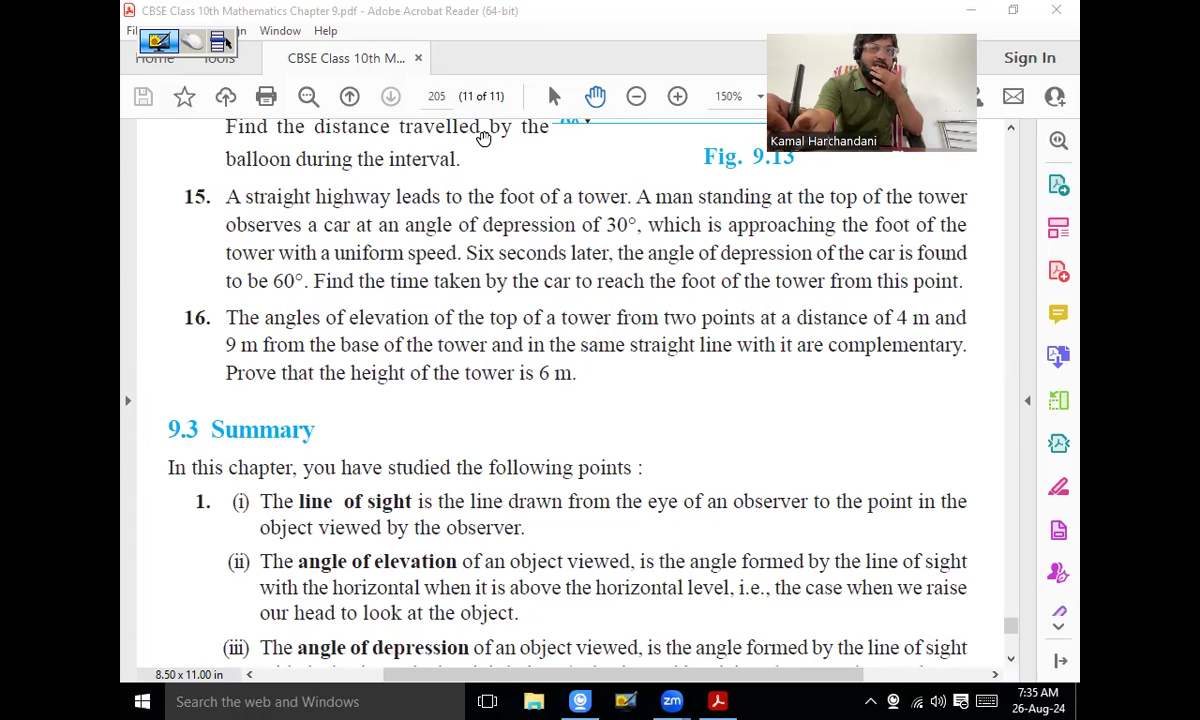 CBSE Class 10th Mathematics Chapter 9.pdf - Adobe Acrobat Reader (64-bit)
Window Help
Home Tools CBSE Class 10th M... × Sign In
205 (11 of 11) 150%
Kamal Harchandani
Find the distance travelled by the
balloon during the interval.
Fig. 9.13
15. A straight highway leads to the foot of a tower. A man standing at the top of the tower
observes a car at an angle of depression of 30°, which is approaching the foot of the
tower with a uniform speed. Six seconds later, the angle of depression of the car is found
to be 60°. Find the time taken by the car to reach the foot of the tower from this point.
16. The angles of elevation of the top of a tower from two points at a distance of 4 m and
9 m from the base of the tower and in the same straight line with it are complementary.
Prove that the height of the tower is 6 m.
9.3 Summary
In this chapter, you have studied the following points :
1. (i) The line of sight is the line drawn from the eye of an observer to the point in the
object viewed by the observer.
(ii) The angle of elevation of an object viewed, is the angle formed by the line of sight
with the horizontal when it is above the horizontal level, i.e., the case when we raise
our head to look at the object.
(iii) The angle of depression of an object viewed, is the angle formed by the line of sight
8.50 x 11.00 in
Search the web and Windows
zm
7:35 AM
26-Aug-24